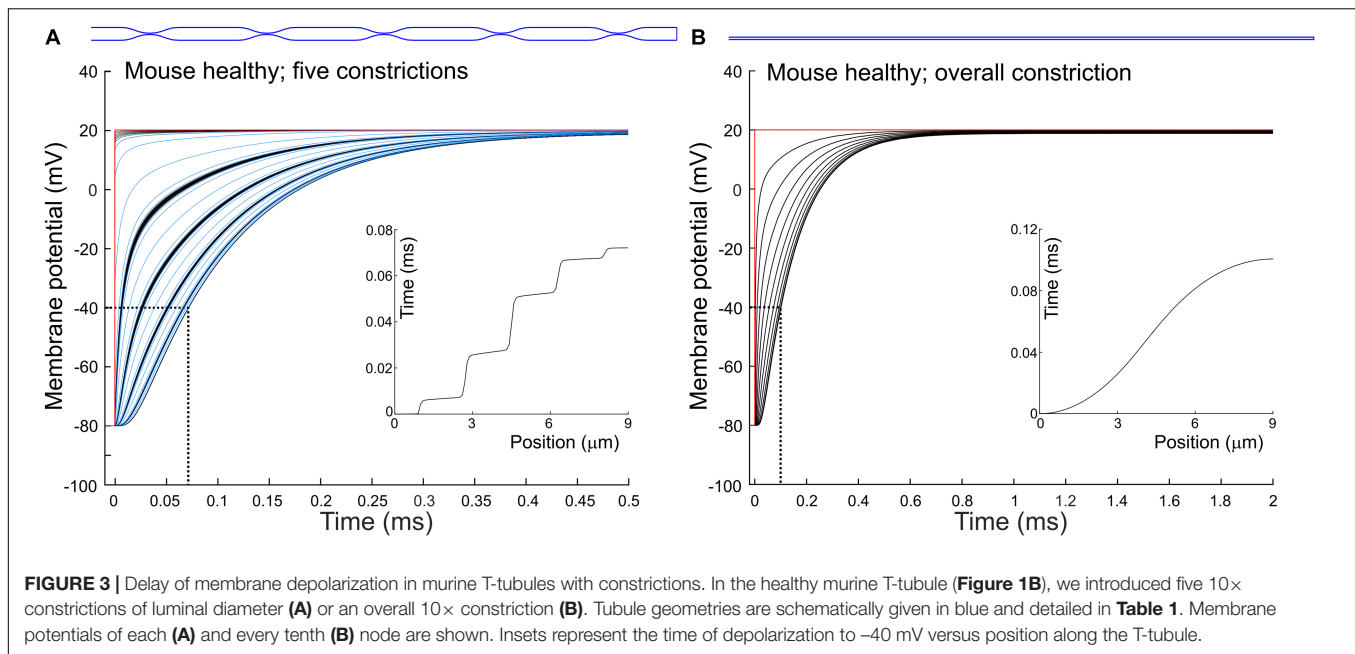 A
Mouse healthy; five constrictions
Membrane potential (mV)
40
20
0
-20
-40
-60
-80
-100
0 0.05 0.1 0.15 0.2 0.25 0.3 0.35 0.4 0.45 0.5
Time (ms)
Time (ms)
0.08
0.06
0.04
0.02
0
0 3 6 9
Position (μm)
B
Mouse healthy; overall constriction
Membrane potential (mV)
40
20
0
-20
-40
-60
-80
-100
0 0.2 0.4 0.6 0.8 1 1.2 1.4 1.6 1.8 2
Time (ms)
Time (ms)
0.12
0.08
0.04
0
0 3 6 9
Position (μm)
FIGURE 3 | Delay of membrane depolarization in murine T-tubules with constrictions. In the healthy murine T-tubule (Figure 1B), we introduced five 10×
constrictions of luminal diameter (A) or an overall 10× constriction (B). Tubule geometries are schematically given in blue and detailed in Table 1. Membrane
potentials of each (A) and every tenth (B) node are shown. Insets represent the time of depolarization to –40 mV versus position along the T-tubule.